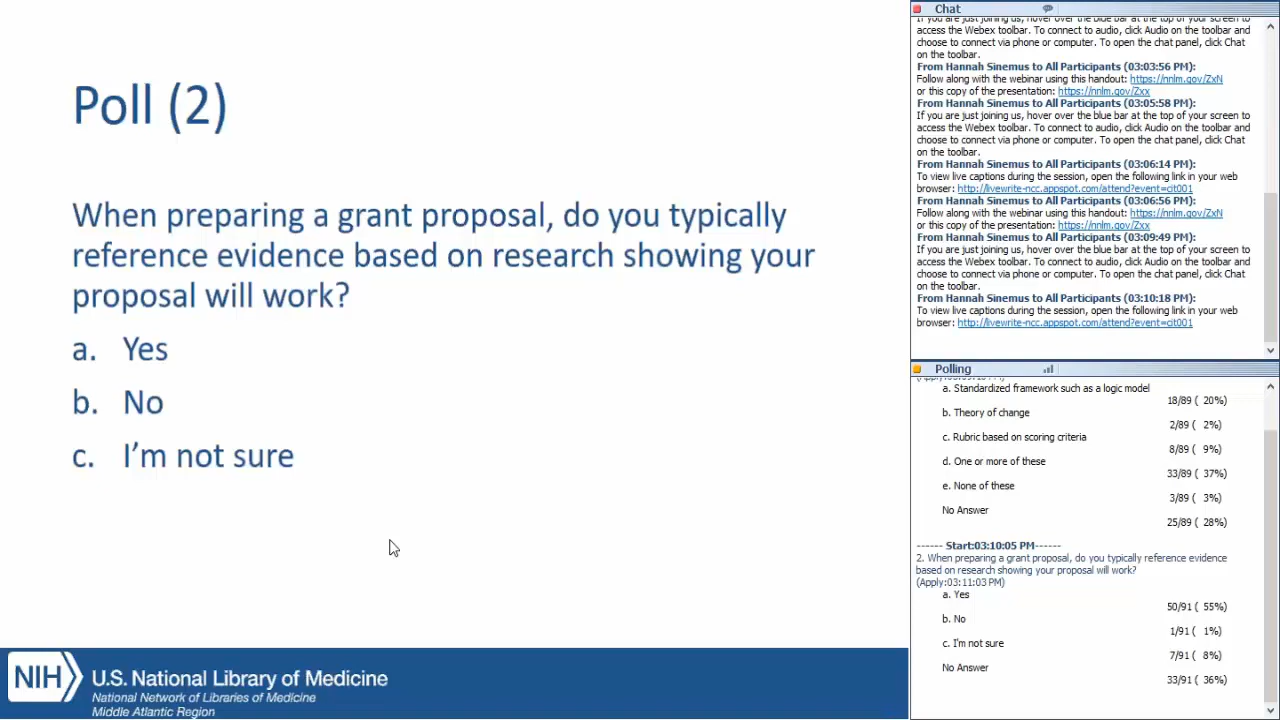 Poll (2)
When preparing a grant proposal, do you typically
reference evidence based on research showing your
proposal will work?
a. Yes
b. No
c. I'm not sure
NIH
U.S. National Library of Medicine
National Network of Libraries of Medicine
Middle Atlantic Region
Chat
If you are just joining us, hover over the blue bar at the top of your screen to
access the Webex toolbar. To connect to audio, click Audio on the toolbar and
choose to connect via phone or computer. To open the chat panel, click Chat
on the toolbar.
From Hannah Sinemus to All Participants (03:03:56 PM):
Follow along with the webinar using this handout: https://nnlm.gov/ZxN
or this copy of the presentation: https://nnlm.gov/Zxx
From Hannah Sinemus to All Participants (03:05:58 PM):
If you are just joining us, hover over the blue bar at the top of your screen to
access the Webex toolbar. To connect to audio, click Audio on the toolbar and
choose to connect via phone or computer. To open the chat panel, click Chat
on the toolbar.
From Hannah Sinemus to All Participants (03:06:14 PM):
To view live captions during the session, open the following link in your web
browser: http://livewrite-ncc.appspot.com/attend?event=cit001
From Hannah Sinemus to All Participants (03:06:56 PM):
Follow along with the webinar using this handout: https://nnlm.gov/ZxN
or this copy of the presentation: https://nnlm.gov/Zxx
From Hannah Sinemus to All Participants (03:09:49 PM):
If you are just joining us, hover over the blue bar at the top of your screen to
access the Webex toolbar. To connect to audio, click Audio on the toolbar and
choose to connect via phone or computer. To open the chat panel, click Chat
on the toolbar.
From Hannah Sinemus to All Participants (03:10:18 PM):
To view live captions during the session, open the following link in your web
browser: http://livewrite-ncc.appspot.com/attend?event=cit001
Polling
a. Standardized framework such as a logic model
18/89 ( 20%)
b. Theory of change
2/89 ( 2%)
c. Rubric based on scoring criteria
8/89 ( 9%)
d. One or more of these
33/89 ( 37%)
e. None of these
3/89 ( 3%)
No Answer
25/89 ( 28%)
------ Start:03:10:05 PM------
2. When preparing a grant proposal, do you typically reference evidence
based on research showing your proposal will work?
(Apply:03:11:03 PM)
a. Yes
50/91 ( 55%)
b. No
1/91 ( 1%)
c. I'm not sure
7/91 ( 8%)
No Answer
33/91 ( 36%)